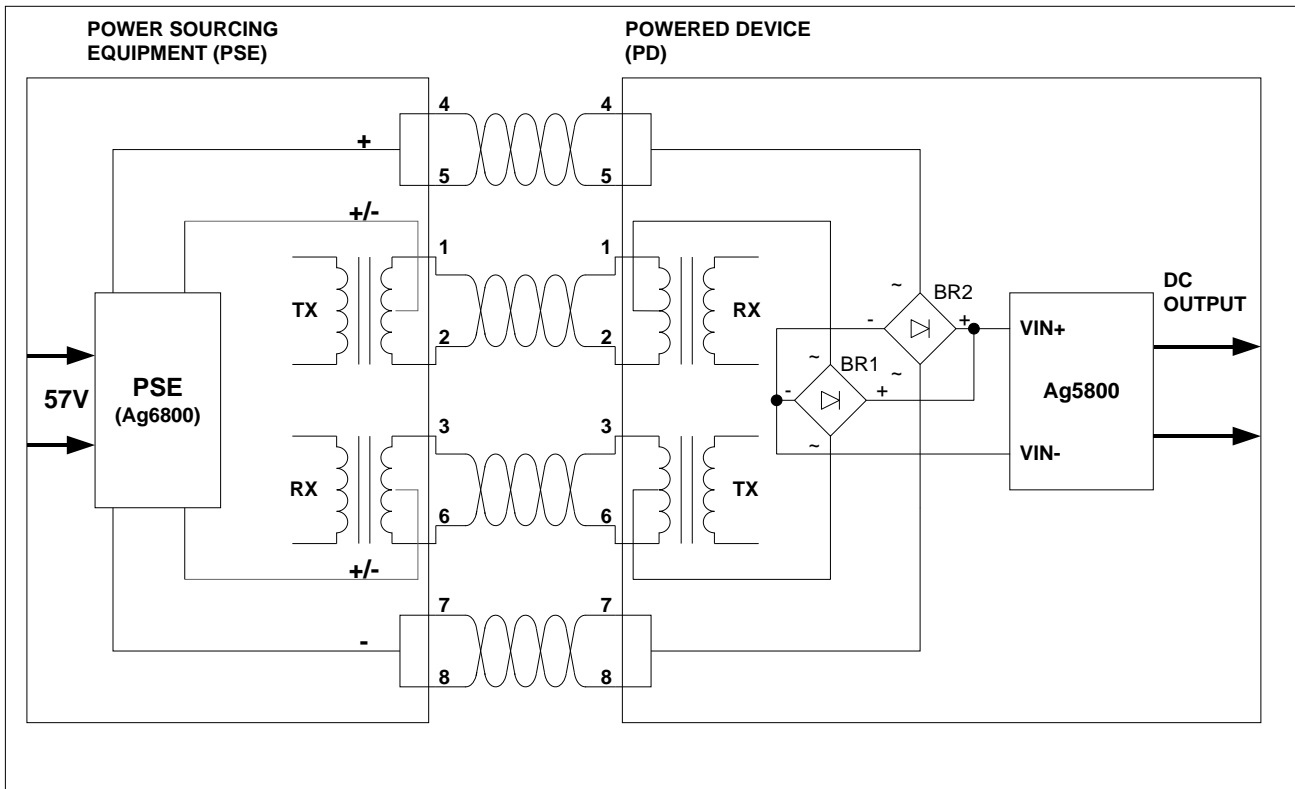 POWER SOURCING
EQUIPMENT (PSE)
POWERED DEVICE
(PD)
4
4
+
5
5
+/-
1
1
TX
RX
2
2
~
BR2
DC
OUTPUT
-
+
VIN+
57V
PSE
(Ag6800)
~
~
BR1
-
+
Ag5800
3
3
~
VIN-
RX
TX
6
6
+/-
7
7
-
8
8